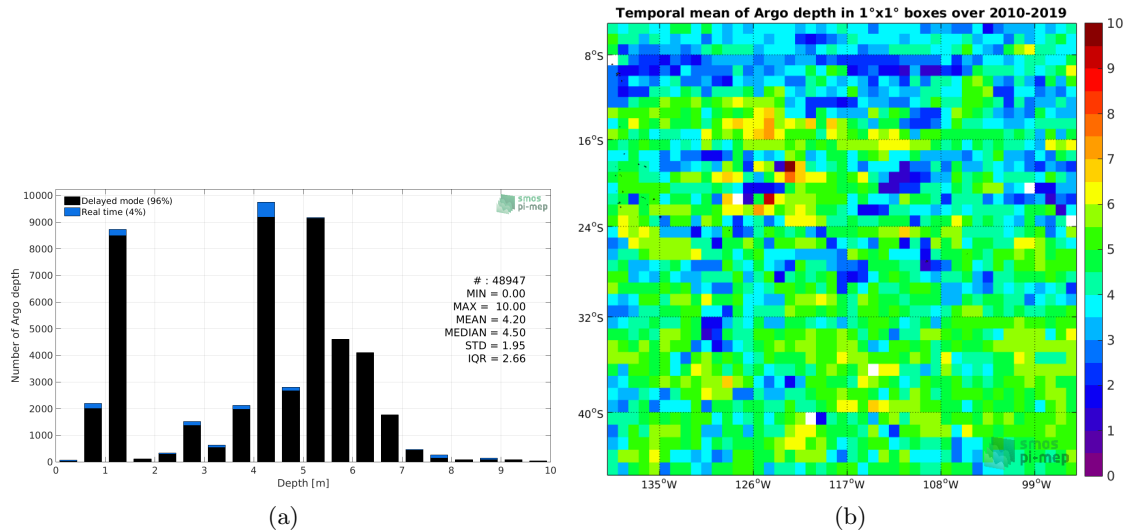 10000
9000
8000
7000
6000
5000
4000
3000
2000
1000
0
Number of Argo depth
Delayed mode (96%)
Real time (4%)
smos
pi-mep
# : 48947
MIN = 0.00
MAX = 10.00
MEAN = 4.20
MEDIAN = 4.50
STD = 1.95
IQR = 2.66
0 1 2 3 4 5 6 7 8 9 10
Depth [m]
(a)
Temporal mean of Argo depth in 1°x1° boxes over 2010-2019
8°S
16°S
24°S
32°S
40°S
135°W 126°W 117°W 108°W 99°W
smos
pi-mep
10
9
8
7
6
5
4
3
2
1
0
(b)